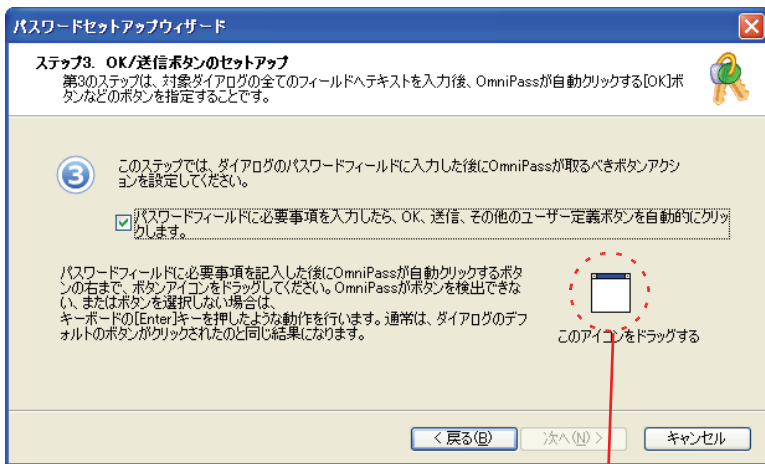 パスワードセットアップウィザード
ステップ3. OK/送信ボタンのセットアップ
第3のステップは、対象ダイアログの全てのフィールドへテキストを入力後、OmniPassが自動クリックする[OK]ボ
タンなどのボタンを指定することです。
3
このステップでは、ダイアログのパスワードフィールドに入力した後にOmniPassが取るべきボタンアクシ
ョンを設定してください。
パスワードフィールドに必要事項を入力したら、OK、送信、その他のユーザー定義ボタンを自動的にクリッ
クします。
パスワードフィールドに必要事項を記入した後にOmniPassが自動クリックするボタ
ンの右まで、ボタンアイコンをドラッグしてください。OmniPassがボタンを検出できな
い、またはボタンを選択しない場合は、
キーボードの[Enter]キーを押したような動作を行います。通常は、ダイアログのデフ
ォルトのボタンがクリックされたのと同じ結果になります。
このアイコンをドラッグする
< 戻る(B)
次へ(N) >
キャンセル